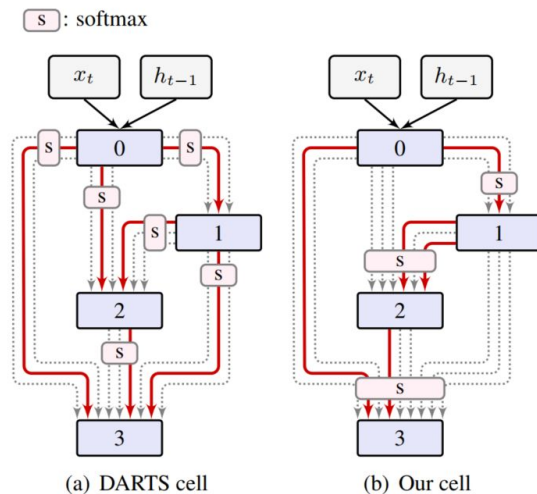 s : softmax
x_t h_{t−1} x_t h_{t−1}
0 0
s s s
s
1 1
s s
s s
2 2
s s
3 3
(a) DARTS cell (b) Our cell